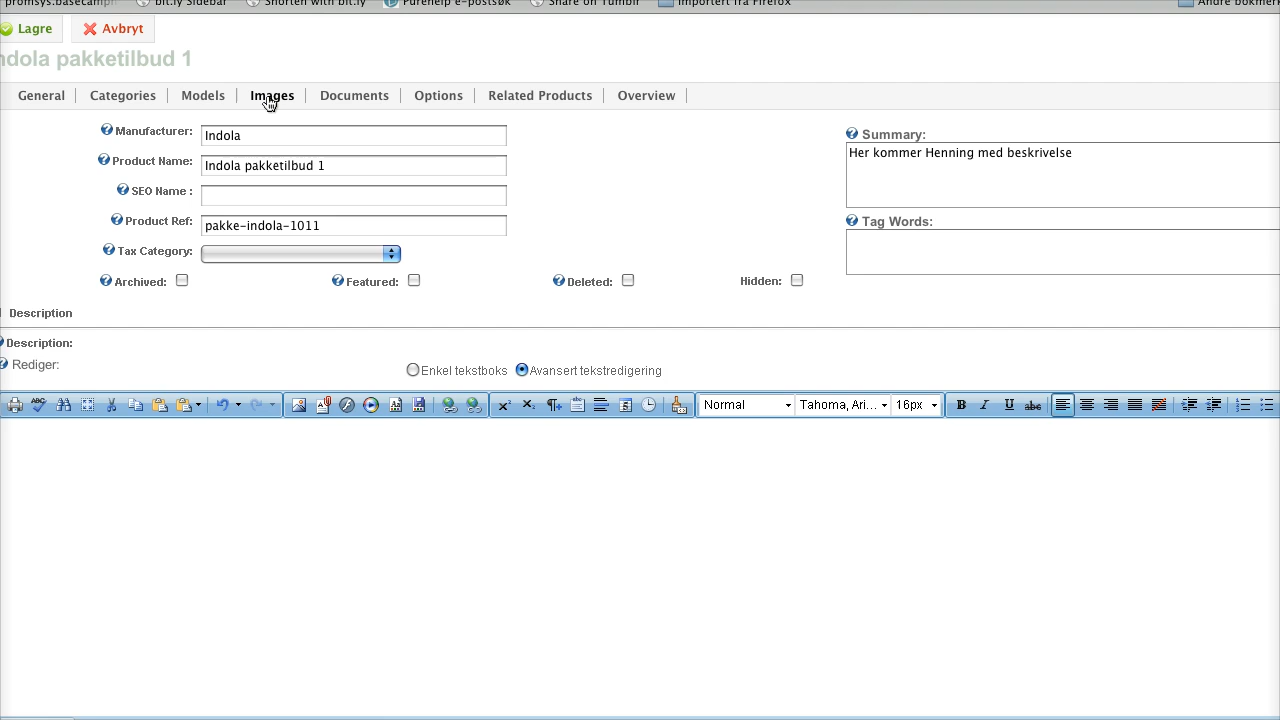 promsys.basecamph bit.ly Sidebar Shorten with bit.ly Purehelp e-postsøk Share on Tumblr Importert fra Firefox Andre bokmerk
Lagre Avbryt
ndola pakketilbud 1
General Categories Models Images Documents Options Related Products Overview
Manufacturer: Indola
Product Name: Indola pakketilbud 1
SEO Name :
Product Ref: pakke-indola-1011
Tax Category:
Archived: Featured: Deleted: Hidden:
Summary:
Her kommer Henning med beskrivelse
Tag Words:
Description
Description:
Rediger: Enkel tekstboks Avansert tekstredigering
Normal Tahoma, Ari... 16px B I U abc